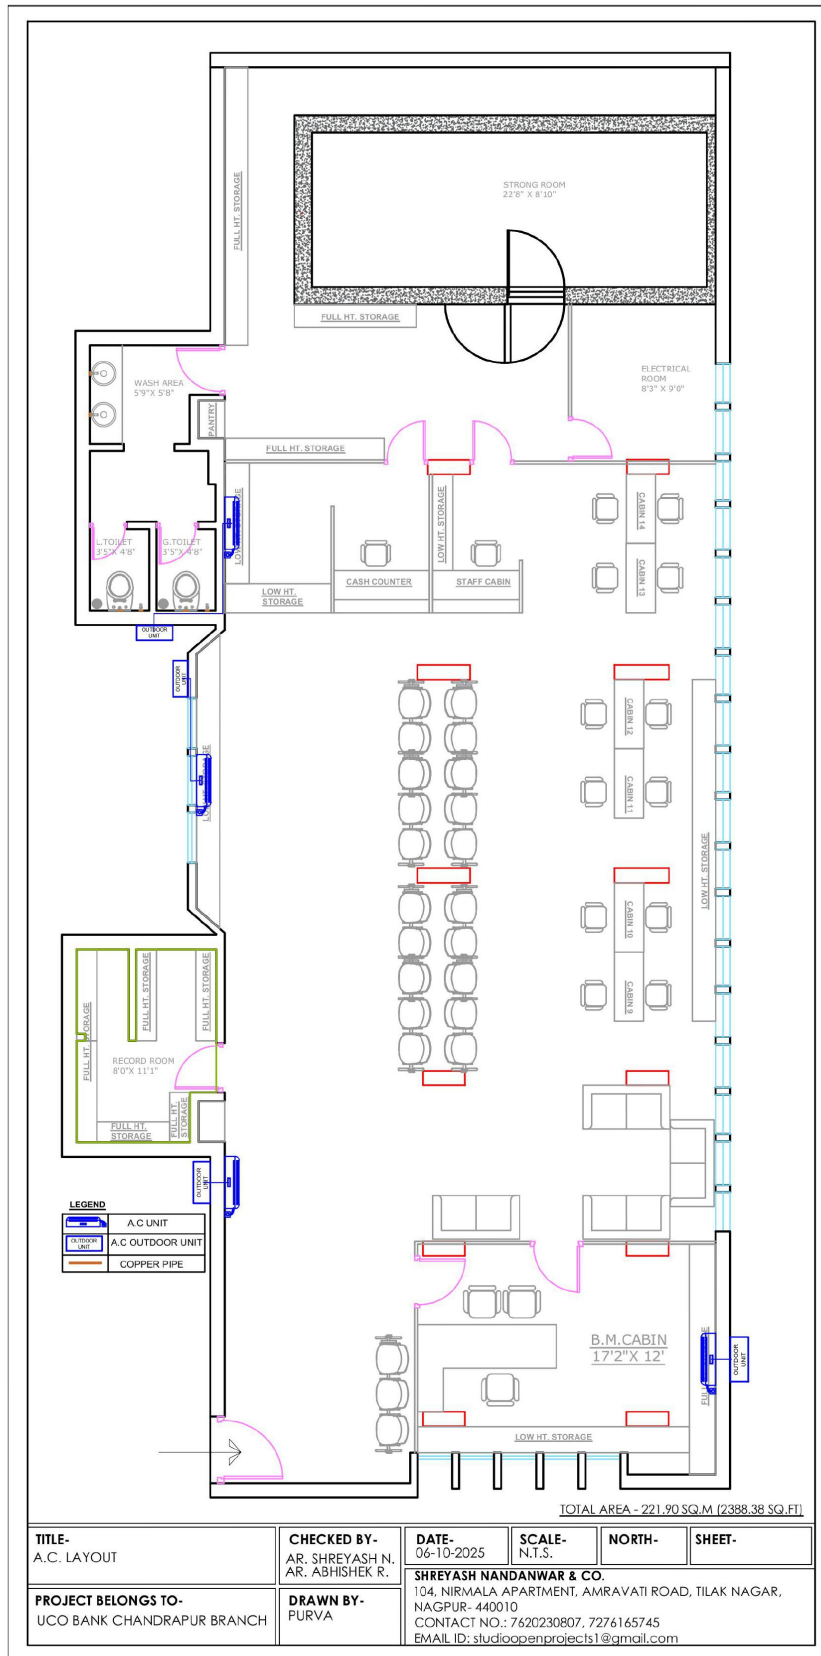 FULL HT. STORAGE
STRONG ROOM
22'8" X 8'10"
FULL HT. STORAGE
WASH AREA
5'9"X 5'8"
ELECTRICAL
ROOM
8'3" X 9'0"
PANTRY
FULL HT. STORAGE
LOW HT. STORAGE
CABIN 14
L.TOILET
3'5"X 4'8"
G.TOILET
3'5"X 4'8"
CABIN 13
LOW HT.
STORAGE
CASH COUNTER
STAFF CABIN
OUTDOOR
UNIT
OUTDOOR
UNIT
CABIN 12
CABIN 11
LOW HT. STORAGE
CABIN 10
CABIN 9
FULL HT. STORAGE
FULL HT. STORAGE
FULL HT. STORAGE
RECORD ROOM
8'0"X 11'1"
FULL HT.
STORAGE
FULL HT.
STORAGE
OUTDOOR
UNIT
LEGEND
A.C UNIT
OUTDOOR
UNIT
A.C OUTDOOR UNIT
COPPER PIPE
B.M.CABIN
17'2"X 12'
OUTDOOR
UNIT
LOW HT. STORAGE
TOTAL AREA - 221.90 SQ.M (2388.38 SQ.FT)
TITLE-
A.C. LAYOUT
CHECKED BY-
AR. SHREYASH N.
AR. ABHISHEK R.
DATE-
06-10-2025
SCALE-
N.T.S.
NORTH-
SHEET-
PROJECT BELONGS TO-
UCO BANK CHANDRAPUR BRANCH
DRAWN BY-
PURVA
SHREYASH NANDANWAR & CO.
104, NIRMALA APARTMENT, AMRAVATI ROAD, TILAK NAGAR,
NAGPUR- 440010
CONTACT NO.: 7620230807, 7276165745
EMAIL ID: studioopenprojects1@gmail.com